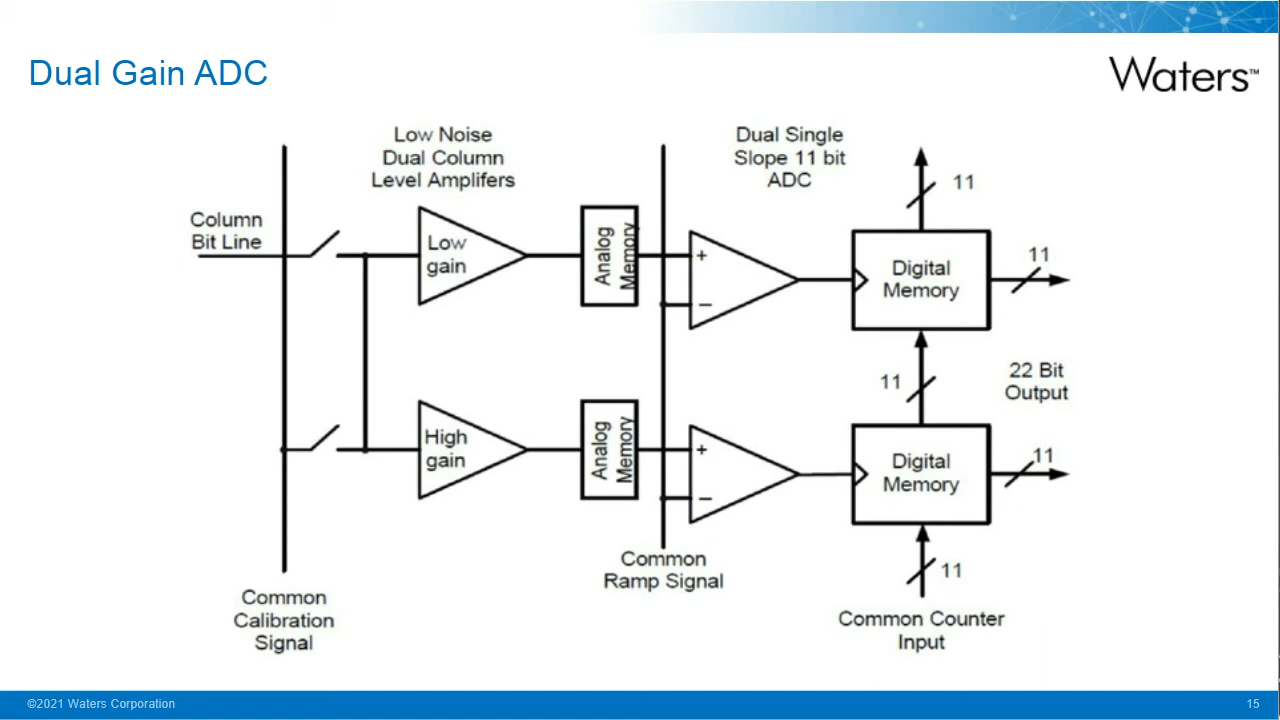 Dual Gain ADC
Waters™
Low Noise
Dual Column
Level Amplifers
Dual Single
Slope 11 bit
ADC
11
Column
Bit Line
Low
gain
Analog
Memory
+
−
Digital
Memory
11
11
22 Bit
Output
High
gain
Analog
Memory
+
−
Digital
Memory
11
Common
Ramp Signal
11
Common
Calibration
Signal
Common Counter
Input
©2021 Waters Corporation
15